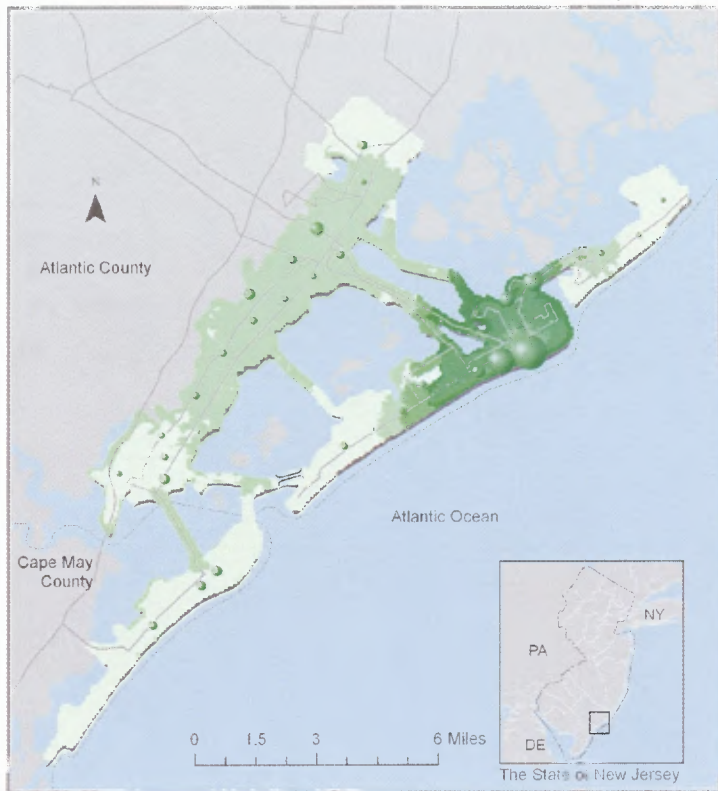 N
Atlantic County
Atlantic Ocean
Cape May
County
0 1.5 3 6 Miles
NY
PA
DE
The State of New Jersey